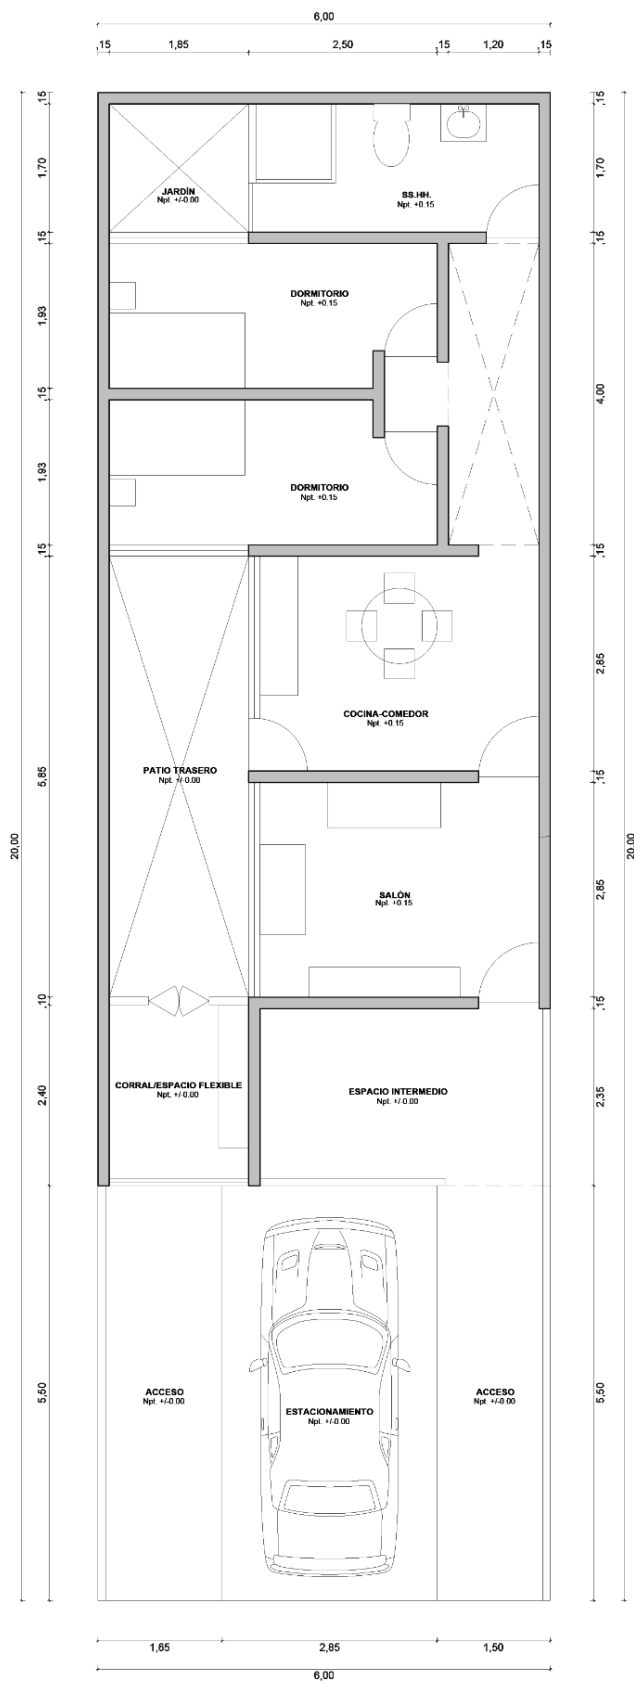 6,00
,15
1,85
2,50
,15
1,20
,15
,15
1,70
,15
1,93
,15
1,93
,15
5,85
,10
2,40
5,50
20,00
JARDÍN
Npt. +/-0.00
SS.HH.
Npt. +0.15
DORMITORIO
Npt. +0.15
DORMITORIO
Npt. +0.15
COCINA-COMEDOR
Npt. +0.15
PATIO TRASERO
Npt. +/-0.00
SALÓN
Npt. +0.15
CORRAL/ESPACIO FLEXIBLE
Npt. +/-0.00
ESPACIO INTERMEDIO
Npt. +/-0.00
ACCESO
Npt. +/-0.00
ESTACIONAMIENTO
Npt. +/-0.00
ACCESO
Npt. +/-0.00
,15
1,70
,15
4,00
,15
2,85
,15
2,85
,15
2,35
5,50
20,00
1,65
2,85
1,50
6,00